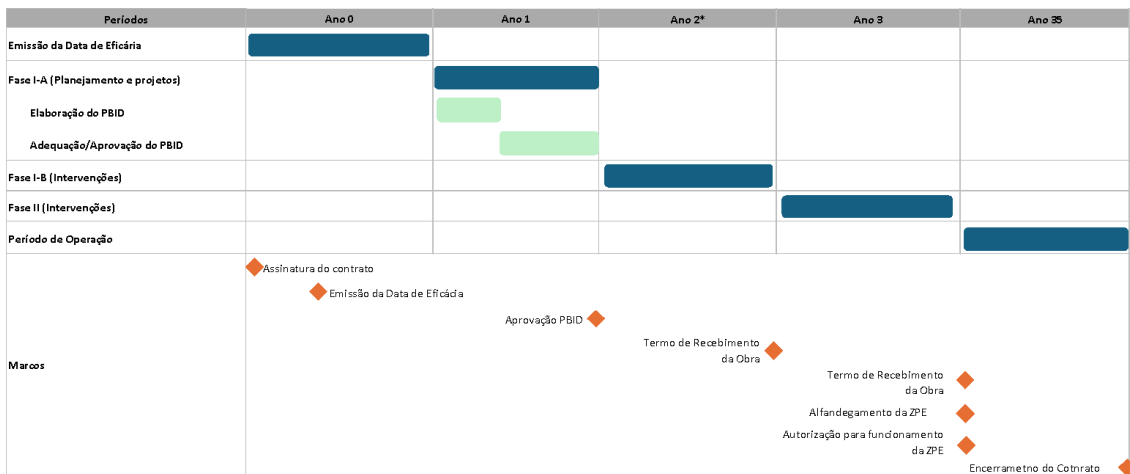 Períodos Ano 0 Ano 1 Ano 2* Ano 3 Ano 35
Emissão da Data de Eficária
Fase I-A (Planejamento e projetos)
Elaboração do PBID
Adequação/Aprovação do PBID
Fase I-B (Intervenções)
Fase II (Intervenções)
Período de Operação
Marcos
Assinatura do contrato
Emissão da Data de Eficácia
Aprovação PBID
Termo de Recebimento
da Obra
Termo de Recebimento
da Obra
Alfandegamento da ZPE
Autorização para funcionamento
da ZPE
Encerrametno do Cotnrato